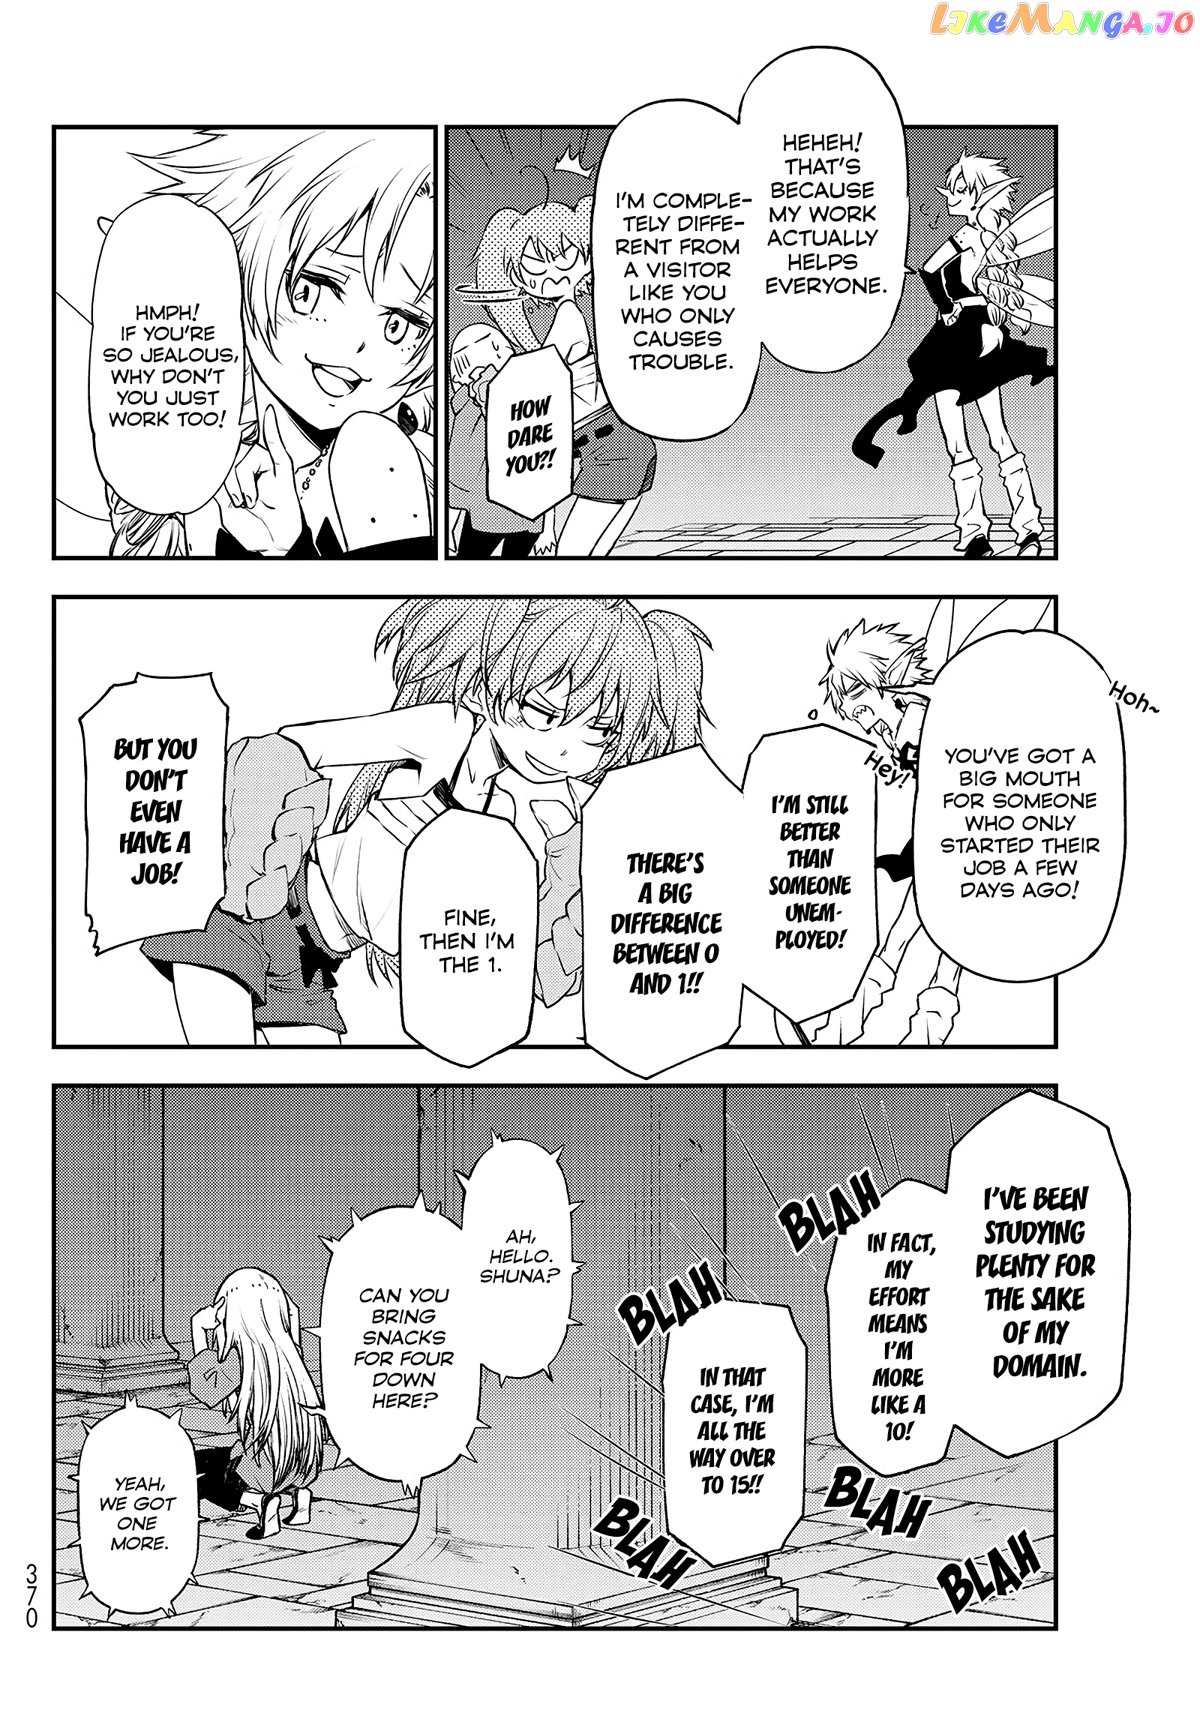 LIKEMANGA.IO
HEHEH!
THAT'S
BECAUSE
MY WORK
ACTUALLY
HELPS
EVERYONE.
I'M COMPLE-
TELY DIFFE-
RENT FROM
A VISITOR
LIKE YOU
WHO ONLY
CAUSES
TROUBLE.
HOW
DARE
YOU?!
HMPH!
IF YOU'RE
SO JEALOUS,
WHY DON'T
YOU JUST
WORK TOO!
Hoh~
YOU'VE GOT A
BIG MOUTH
FOR SOMEONE
WHO ONLY
STARTED THEIR
JOB A FEW
DAYS AGO!
Hey!
I'M STILL
BETTER
THAN
SOMEONE
UNEM-
PLOYED!
THERE'S
A BIG
DIFFERENCE
BETWEEN 0
AND 1!!
FINE,
THEN I'M
THE 1.
BUT YOU
DON'T
EVEN
HAVE A
JOB!
I'VE BEEN
STUDYING
PLENTY FOR
THE SAKE
OF MY
DOMAIN.
BLAH
IN FACT,
MY
EFFORT
MEANS
I'M
MORE
LIKE A
10!
BLAH
IN THAT
CASE, I'M
ALL THE
WAY OVER
TO 15!!
BLAH
BLAH
BLAH
AH,
HELLO.
SHUNA?
CAN YOU
BRING
SNACKS
FOR FOUR
DOWN
HERE?
YEAH,
WE GOT
ONE
MORE.
370